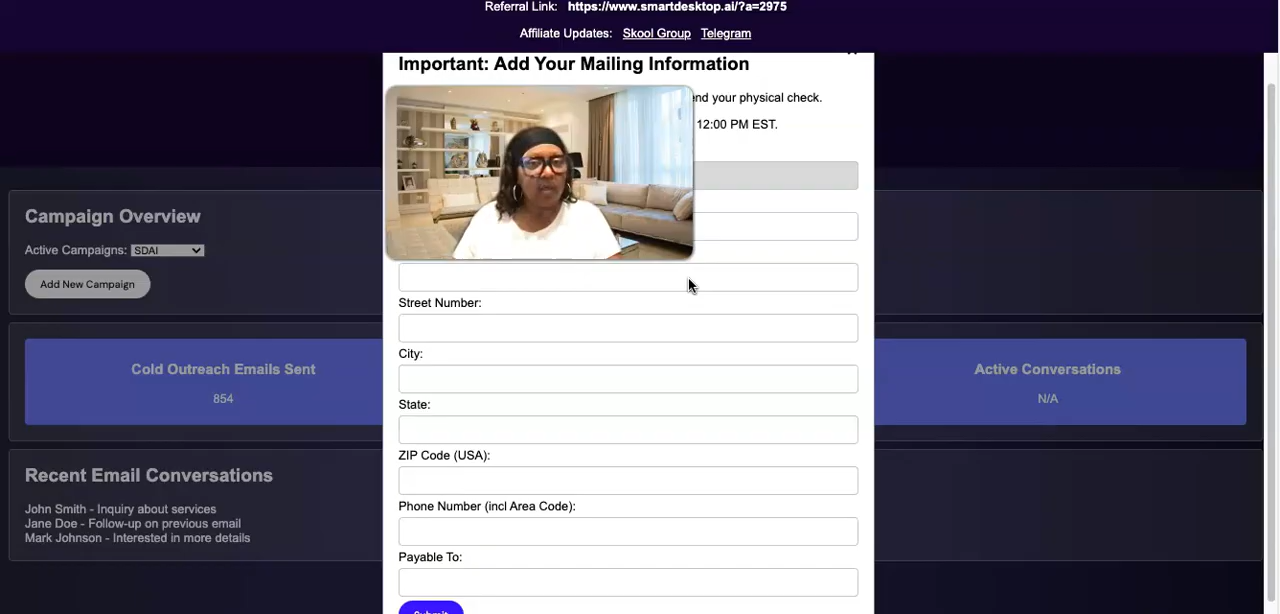 Referral Link: https://www.smartdesktop.ai/?a=2975
Affiliate Updates: Skool Group Telegram
Important: Add Your Mailing Information
end your physical check.
12:00 PM EST.
Campaign Overview
Active Campaigns: SDAI
Add New Campaign
Street Number:
City:
Cold Outreach Emails Sent
854
Active Conversations
N/A
State:
ZIP Code (USA):
Recent Email Conversations
John Smith - Inquiry about services
Jane Doe - Follow-up on previous email
Mark Johnson - Interested in more details
Phone Number (incl Area Code):
Payable To:
Submit